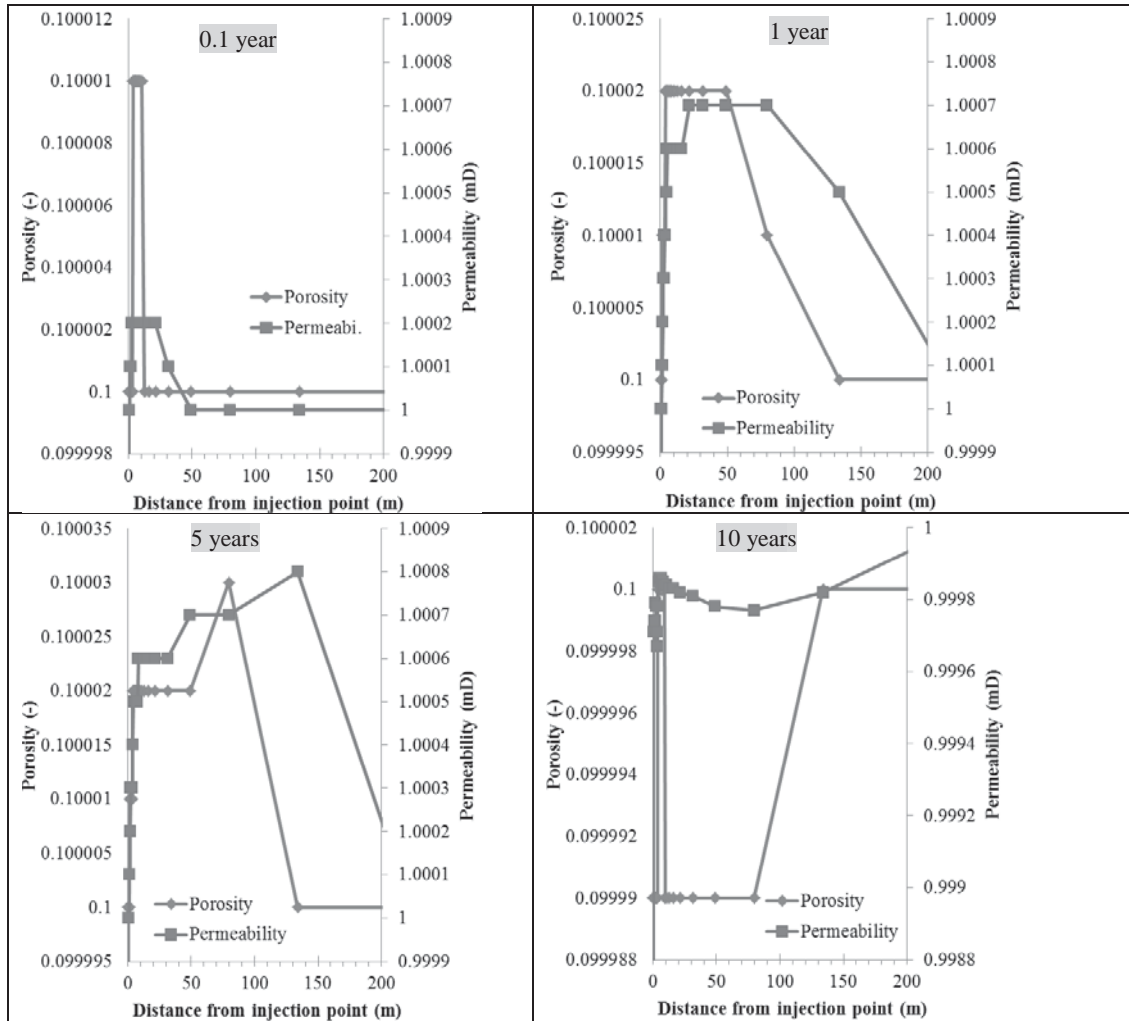 0.1 year
0.100012
0.10001
0.100008
0.100006
0.100004
0.100002
0.1
0.099998
Porosity (-)
1.0009
1.0008
1.0007
1.0006
1.0005
1.0004
1.0003
1.0002
1.0001
1
0.9999
Permeability (mD)
Porosity
Permeabi.
0 50 100 150 200
Distance from injection point (m)
1 year
0.100025
0.10002
0.100015
0.10001
0.100005
0.1
0.099995
Porosity (-)
1.0009
1.0008
1.0007
1.0006
1.0005
1.0004
1.0003
1.0002
1.0001
1
0.9999
Permeability (mD)
Porosity
Permeability
0 50 100 150 200
Distance from injection point (m)
5 years
0.100035
0.10003
0.100025
0.10002
0.100015
0.10001
0.100005
0.1
0.099995
Porosity (-)
1.0009
1.0008
1.0007
1.0006
1.0005
1.0004
1.0003
1.0002
1.0001
1
0.9999
Permeability (mD)
Porosity
Permeability
0 50 100 150 200
Distance from injection point (m)
10 years
0.100002
0.1
0.099998
0.099996
0.099994
0.099992
0.09999
0.099988
Porosity (-)
1
0.9998
0.9996
0.9994
0.9992
0.999
0.9988
Permeability (mD)
Porosity
Permeability
0 50 100 150 200
Distance from injection point (m)